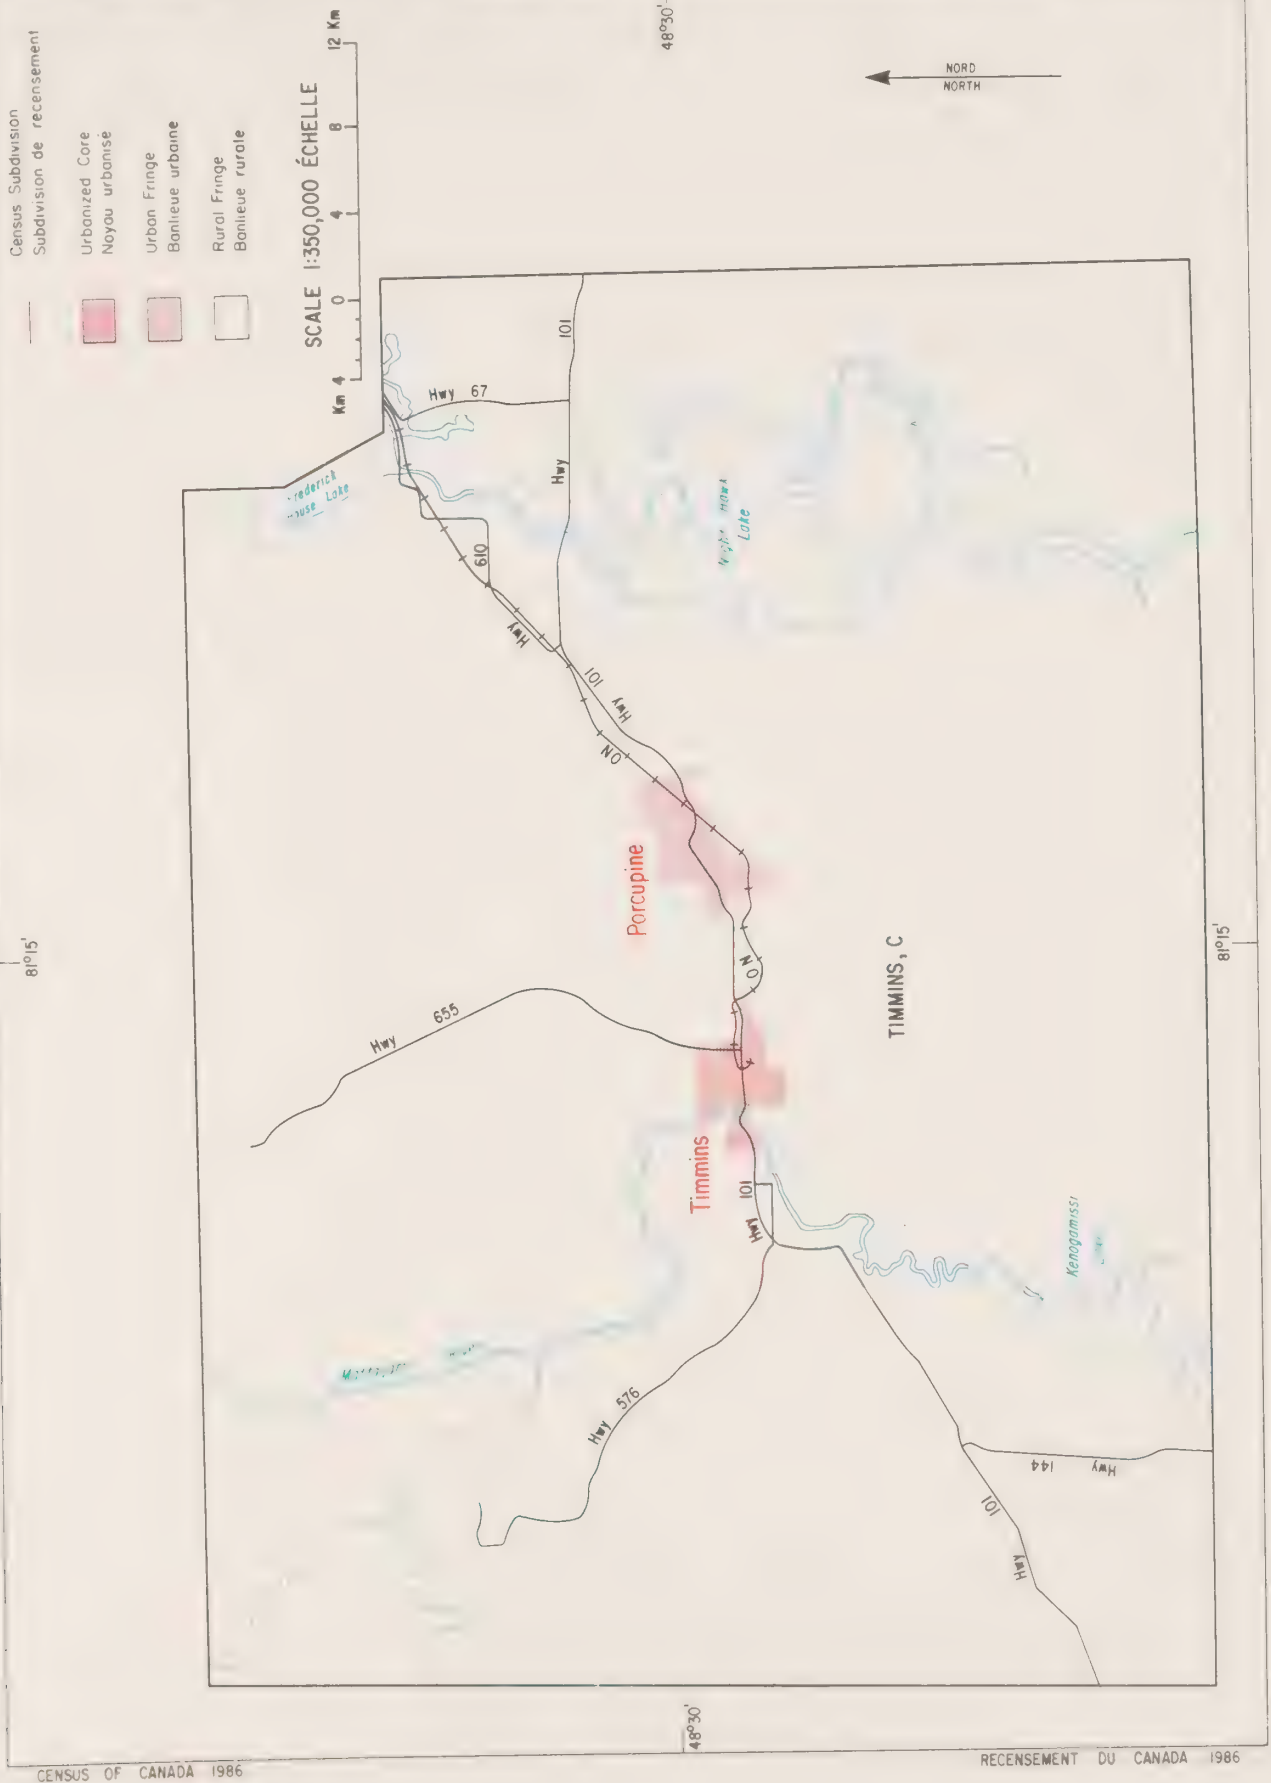 Census Subdivision
Subdivision de recensement
Urbanized Core
Noyau urbanisé
Urban Fringe
Banlieue urbaine
Rural Fringe
Banlieue rurale
SCALE 1:350,000 ÉCHELLE
Km 4 0 4 8 12 Km
81°15'
48°30'
NORD
NORTH
Lake
Hwy 67
Hwy 101
610
Hwy
Lake
Hwy 101
ON
Porcupine
ON
Hwy 655
Timmins
TIMMINS, C
Hwy 101
Kenogamissi
Hwy 576
Hwy 144
Hwy 101
48°30'
81°15'
CENSUS OF CANADA 1986
RECENSEMENT DU CANADA 1986